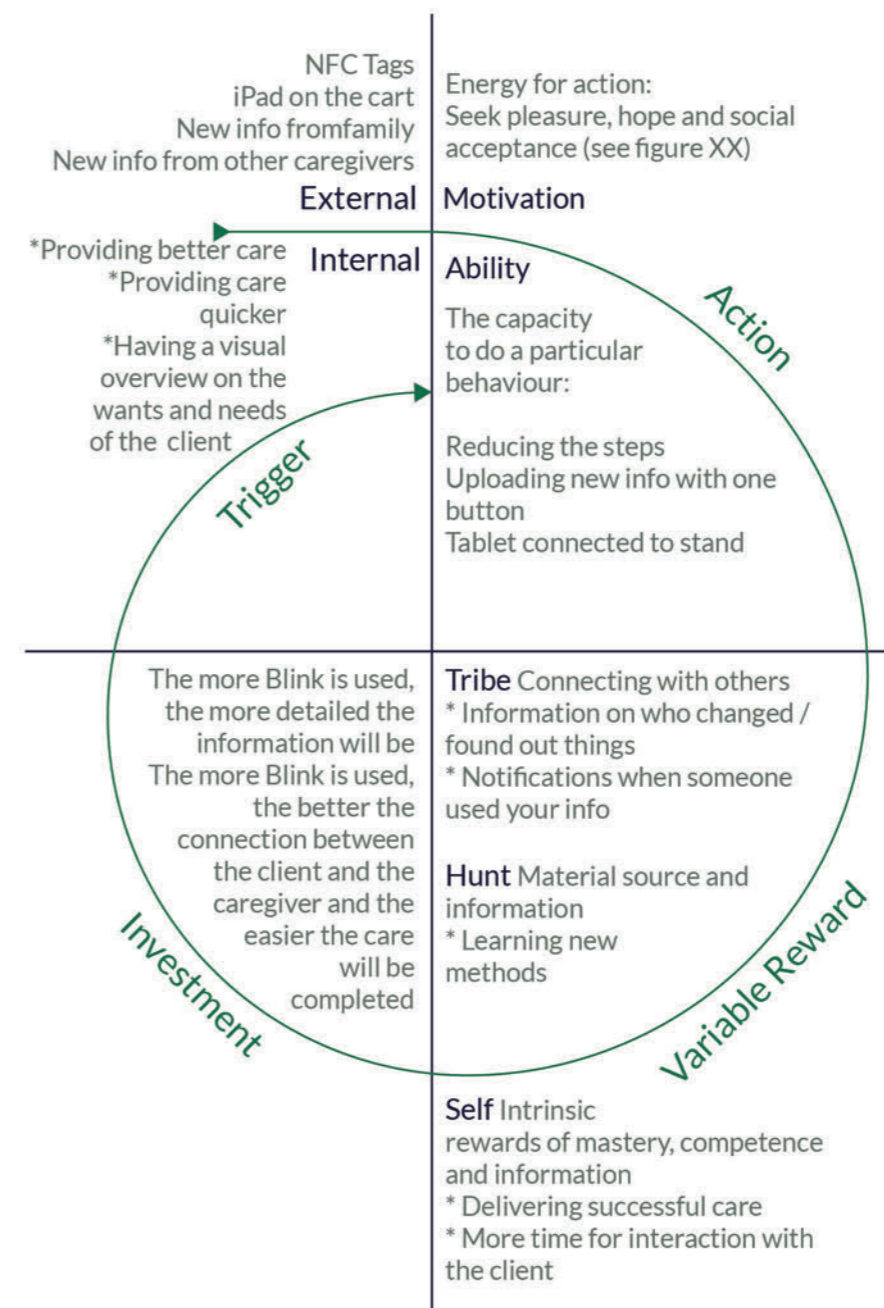 NFC Tags
iPad on the cart
New info fromfamily
New info from other caregivers
External
Internal
*Providing better care
*Providing care
quicker
*Having a visual
overview on the
wants and needs
of the client
Trigger
Energy for action:
Seek pleasure, hope and social
acceptance (see figure XX)
Motivation
Ability
The capacity
to do a particular
behaviour:
Reducing the steps
Uploading new info with one
button
Tablet connected to stand
Action
Tribe Connecting with others
* Information on who changed /
found out things
* Notifications when someone
used your info
Hunt Material source and
information
* Learning new
methods
Variable Reward
Self Intrinsic
rewards of mastery, competence
and information
* Delivering successful care
* More time for interaction with
the client
The more Blink is used,
the more detailed the
information will be
The more Blink is used,
the better the
connection between
the client and the
caregiver and the
easier the care
will be
completed
Investment